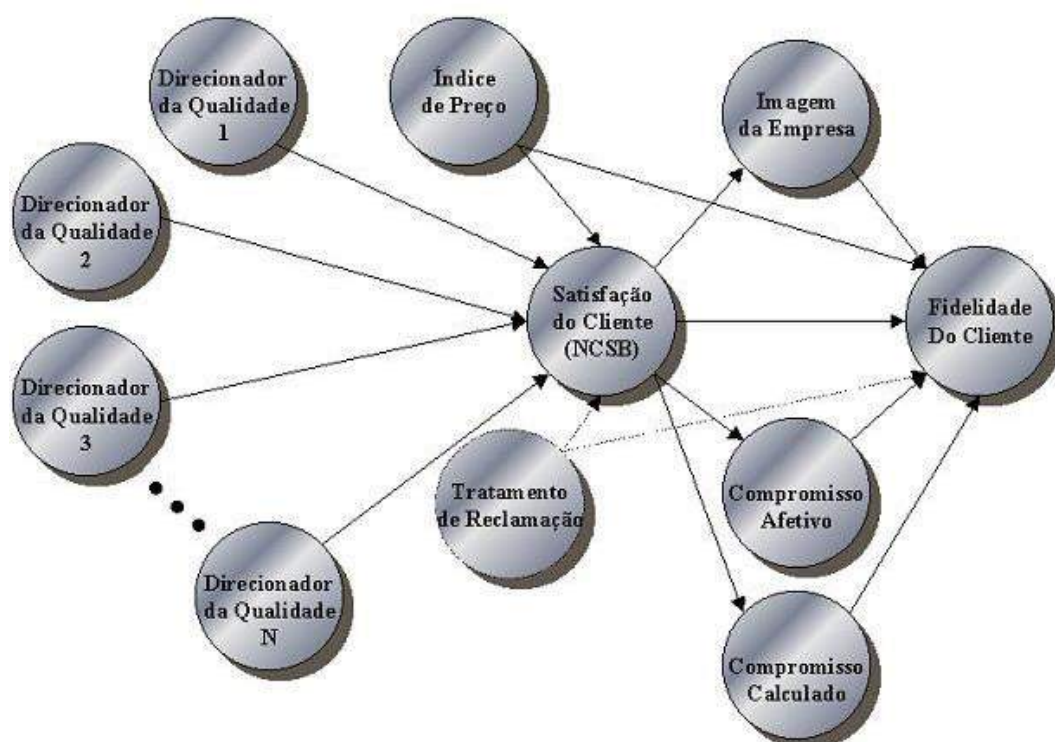 Direcionador
da Qualidade
1
Índice
de Preço
Imagem
da Empresa
Direcionador
da Qualidade
2
Satisfação
do Cliente
(NCSB)
Fidelidade
Do Cliente
Direcionador
da Qualidade
3
Tratamento
de Reclamação
Compromisso
Afetivo
Direcionador
da Qualidade
N
Compromisso
Calculado